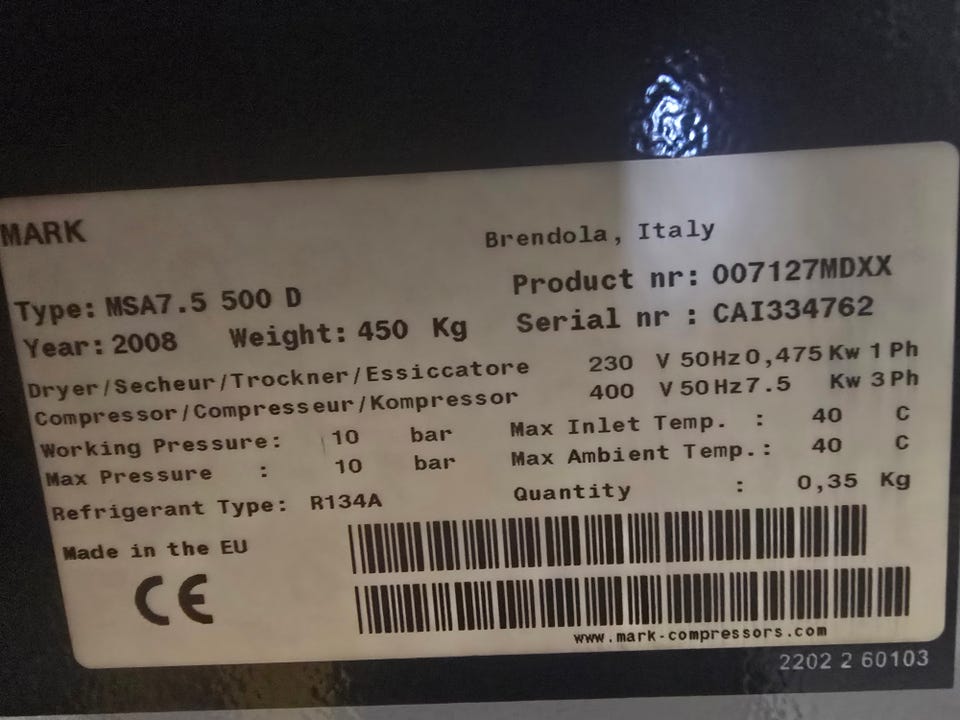 MARK
Brendola, Italy
Type: MSA7.5 500 D
Product nr: 007127MDXX
Year: 2008 Weight: 450 Kg
Serial nr : CAI334762
Dryer/Secheur/Trockner/Essiccatore 230 V 50Hz 0,475 Kw 1 Ph
Compressor/Compresseur/Kompressor 400 V 50Hz 7.5 Kw 3 Ph
Working Pressure: 10 bar Max Inlet Temp. : 40 C
Max Pressure : 10 bar Max Ambient Temp.: 40 C
Refrigerant Type: R134A Quantity : 0,35 Kg
Made in the EU
CE
www.mark-compressors.com
2202 2 60103